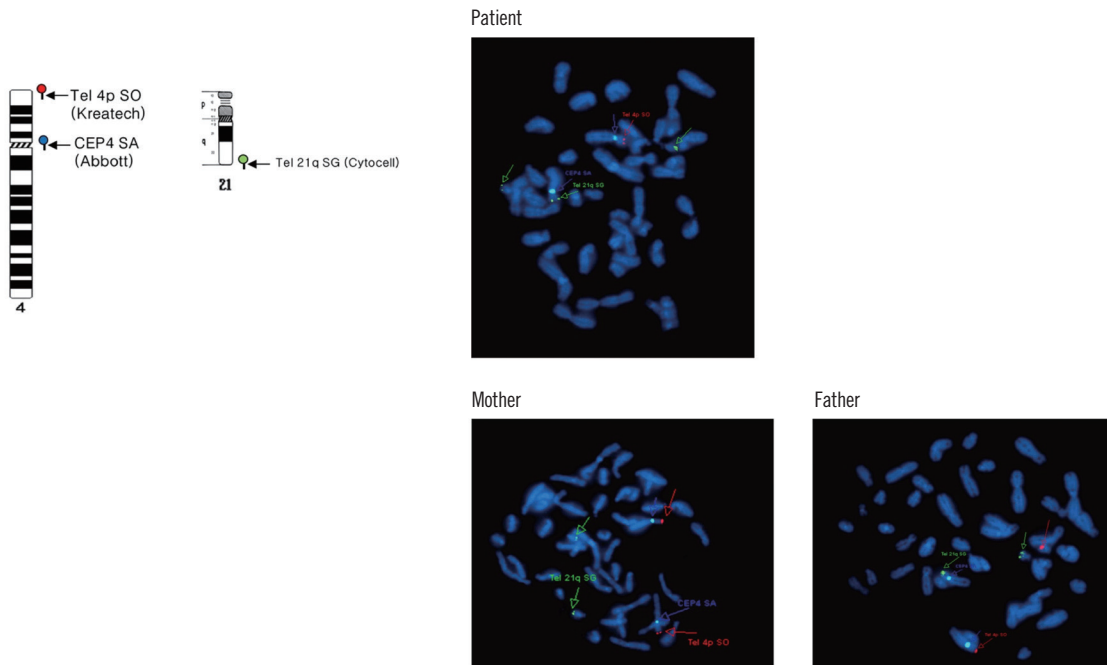 Patient
Tel 4p SO
(Kreatech)
CEP4 SA
(Abbott)
4
p
q
Tel 21q SG (Cytocell)
21
Tel 4p SO
CEP4 SA
Tel 21q SG
Mother
Tel 21q SG
CEP4 SA
Tel 4p SO
Father
Tel 21q SG
CEP4
Tel 4p SO